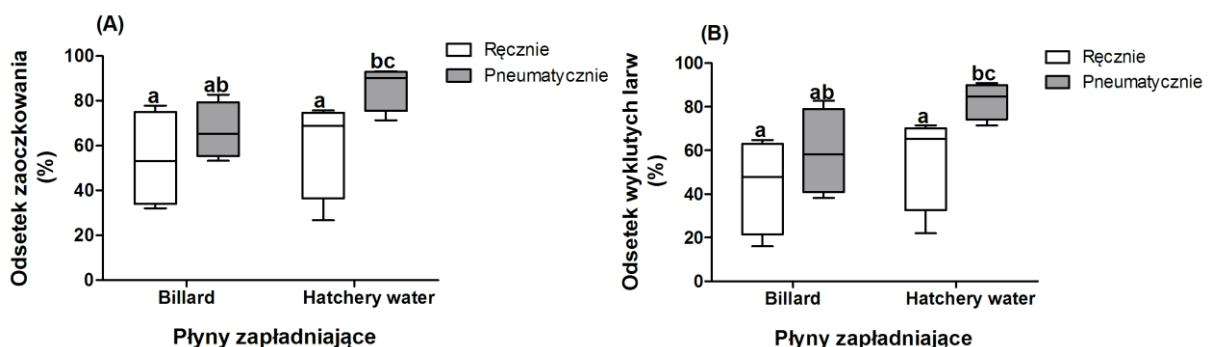 (A)
Odsetek zaoczkowania
(%)
100
80
60
40
20
0
a
ab
a
bc
Billard
Hatchery water
Płyny zapładniające
Ręcznie
Pneumatycznie
(B)
Odsetek wyklutych larw
(%)
100
80
60
40
20
0
a
ab
a
bc
Billard
Hatchery water
Płyny zapładniające
Ręcznie
Pneumatycznie